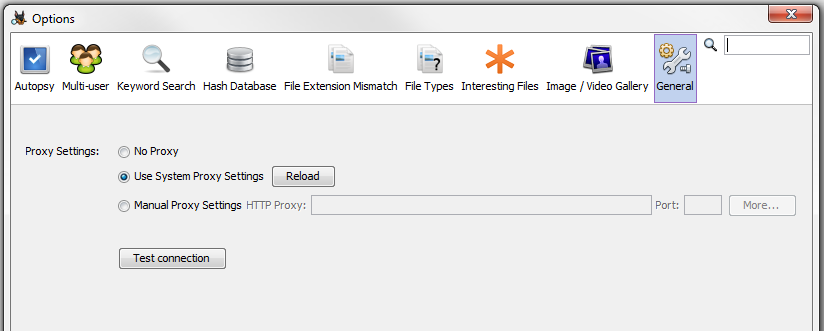 Options
Autopsy Multi-user Keyword Search Hash Database File Extension Mismatch File Types Interesting Files Image / Video Gallery General
Proxy Settings: No Proxy
Use System Proxy Settings Reload
Manual Proxy Settings HTTP Proxy: Port: More...
Test connection